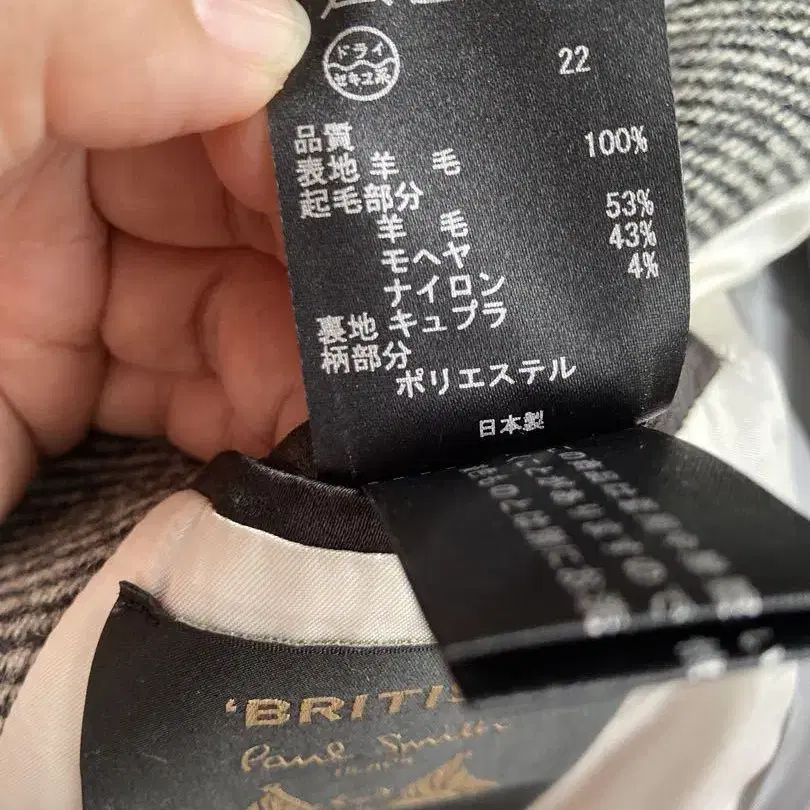 ドライ
セキユ系
22
品質
表地 羊 毛 100%
起毛部分
羊 毛 53%
モヘヤ 43%
ナイロン 4%
裏地 キュプラ
柄部分
ポリエステル
日本製
'BRITIS
Paul Smith